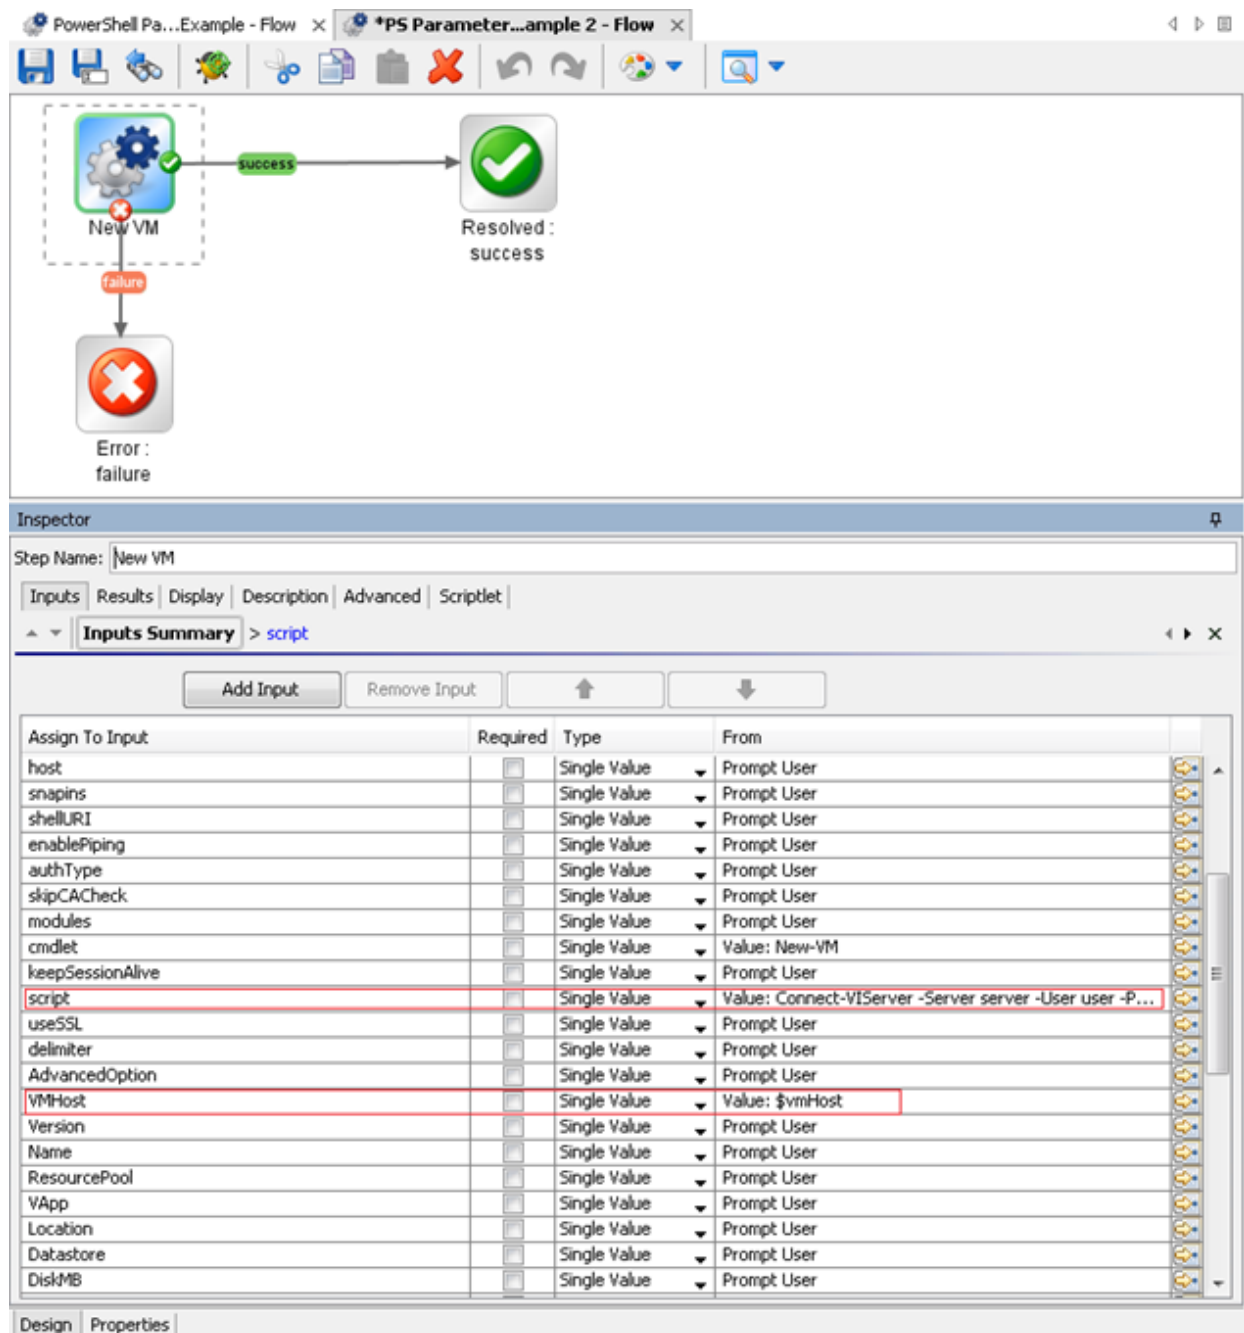 PowerShell Pa...Example - Flow
*PS Parameter...ample 2 - Flow
New VM
success
Resolved :
success
failure
Error :
failure
Inspector
Step Name: New VM
Inputs Results Display Description Advanced Scriptlet
Inputs Summary > script
Add Input Remove Input
Assign To Input Required Type From
host Single Value Prompt User
snapins Single Value Prompt User
shellURI Single Value Prompt User
enablePiping Single Value Prompt User
authType Single Value Prompt User
skipCACheck Single Value Prompt User
modules Single Value Prompt User
cmdlet Single Value Value: New-VM
keepSessionAlive Single Value Prompt User
script Single Value Value: Connect-VIServer -Server server -User user -P...
useSSL Single Value Prompt User
delimiter Single Value Prompt User
AdvancedOption Single Value Prompt User
VMHost Single Value Value: $vmHost
Version Single Value Prompt User
Name Single Value Prompt User
ResourcePool Single Value Prompt User
VApp Single Value Prompt User
Location Single Value Prompt User
Datastore Single Value Prompt User
DiskMB Single Value Prompt User
Design Properties